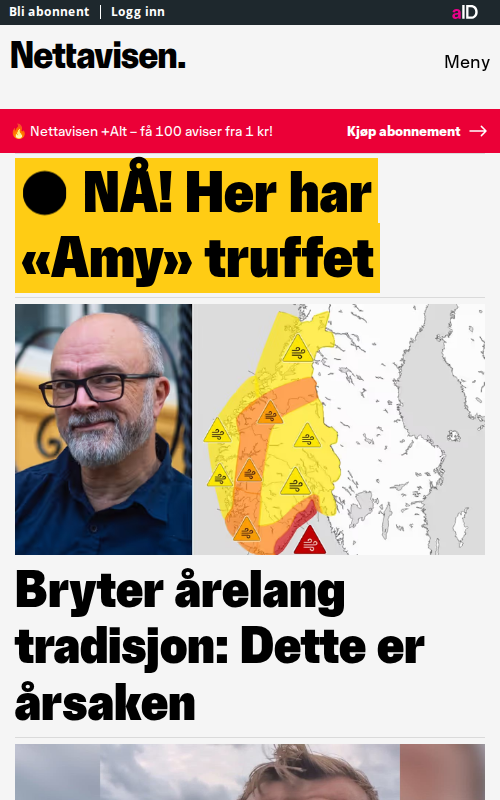 Bli abonnent Logg inn aID
Nettavisen.
Meny
🔥 Nettavisen +Alt – få 100 aviser fra 1 kr! Kjøp abonnement →
● NÅ! Her har
«Amy» truffet
Bryter årelang
tradisjon: Dette er
årsaken